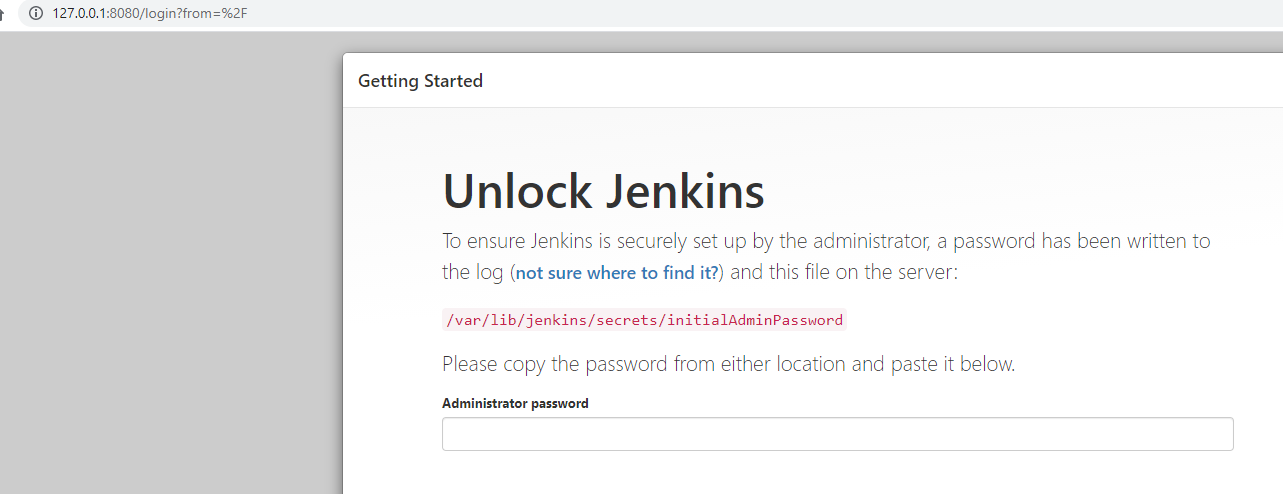 127.0.0.1:8080/login?from=%2F
Getting Started
Unlock Jenkins
To ensure Jenkins is securely set up by the administrator, a password has been written to
the log (not sure where to find it?) and this file on the server:
/var/lib/jenkins/secrets/initialAdminPassword
Please copy the password from either location and paste it below.
Administrator password